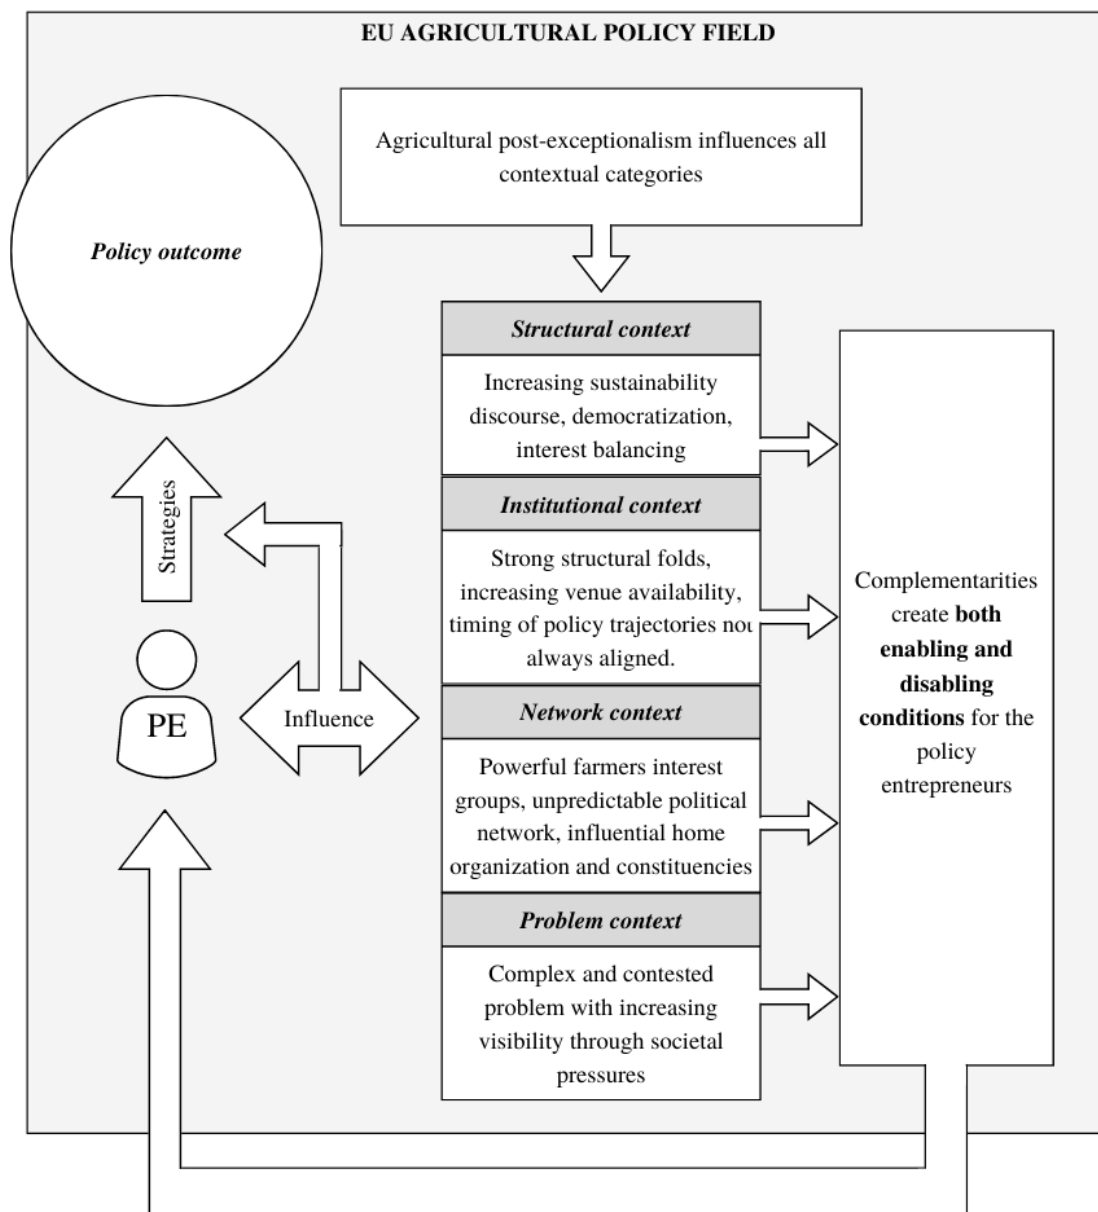 EU AGRICULTURAL POLICY FIELD
Agricultural post-exceptionalism influences all
contextual categories
Policy outcome
Structural context
Increasing sustainability
discourse, democratization,
interest balancing
Institutional context
Strong structural folds,
increasing venue availability,
timing of policy trajectories not
always aligned.
Network context
Powerful farmers interest
groups, unpredictable political
network, influential home
organization and constituencies
Problem context
Complex and contested
problem with increasing
visibility through societal
pressures
Complementarities
create both
enabling and
disabling
conditions for the
policy
entrepreneurs
Strategies
PE
Influence